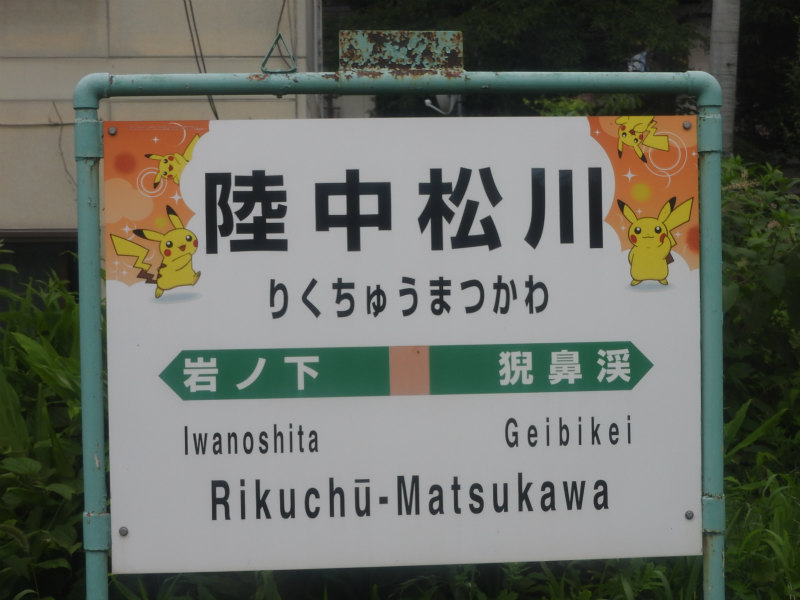 陸中松川
りくちゅうまつかわ
岩ノ下 猊鼻渓
Iwanoshita Geibikei
Rikuchū-Matsukawa